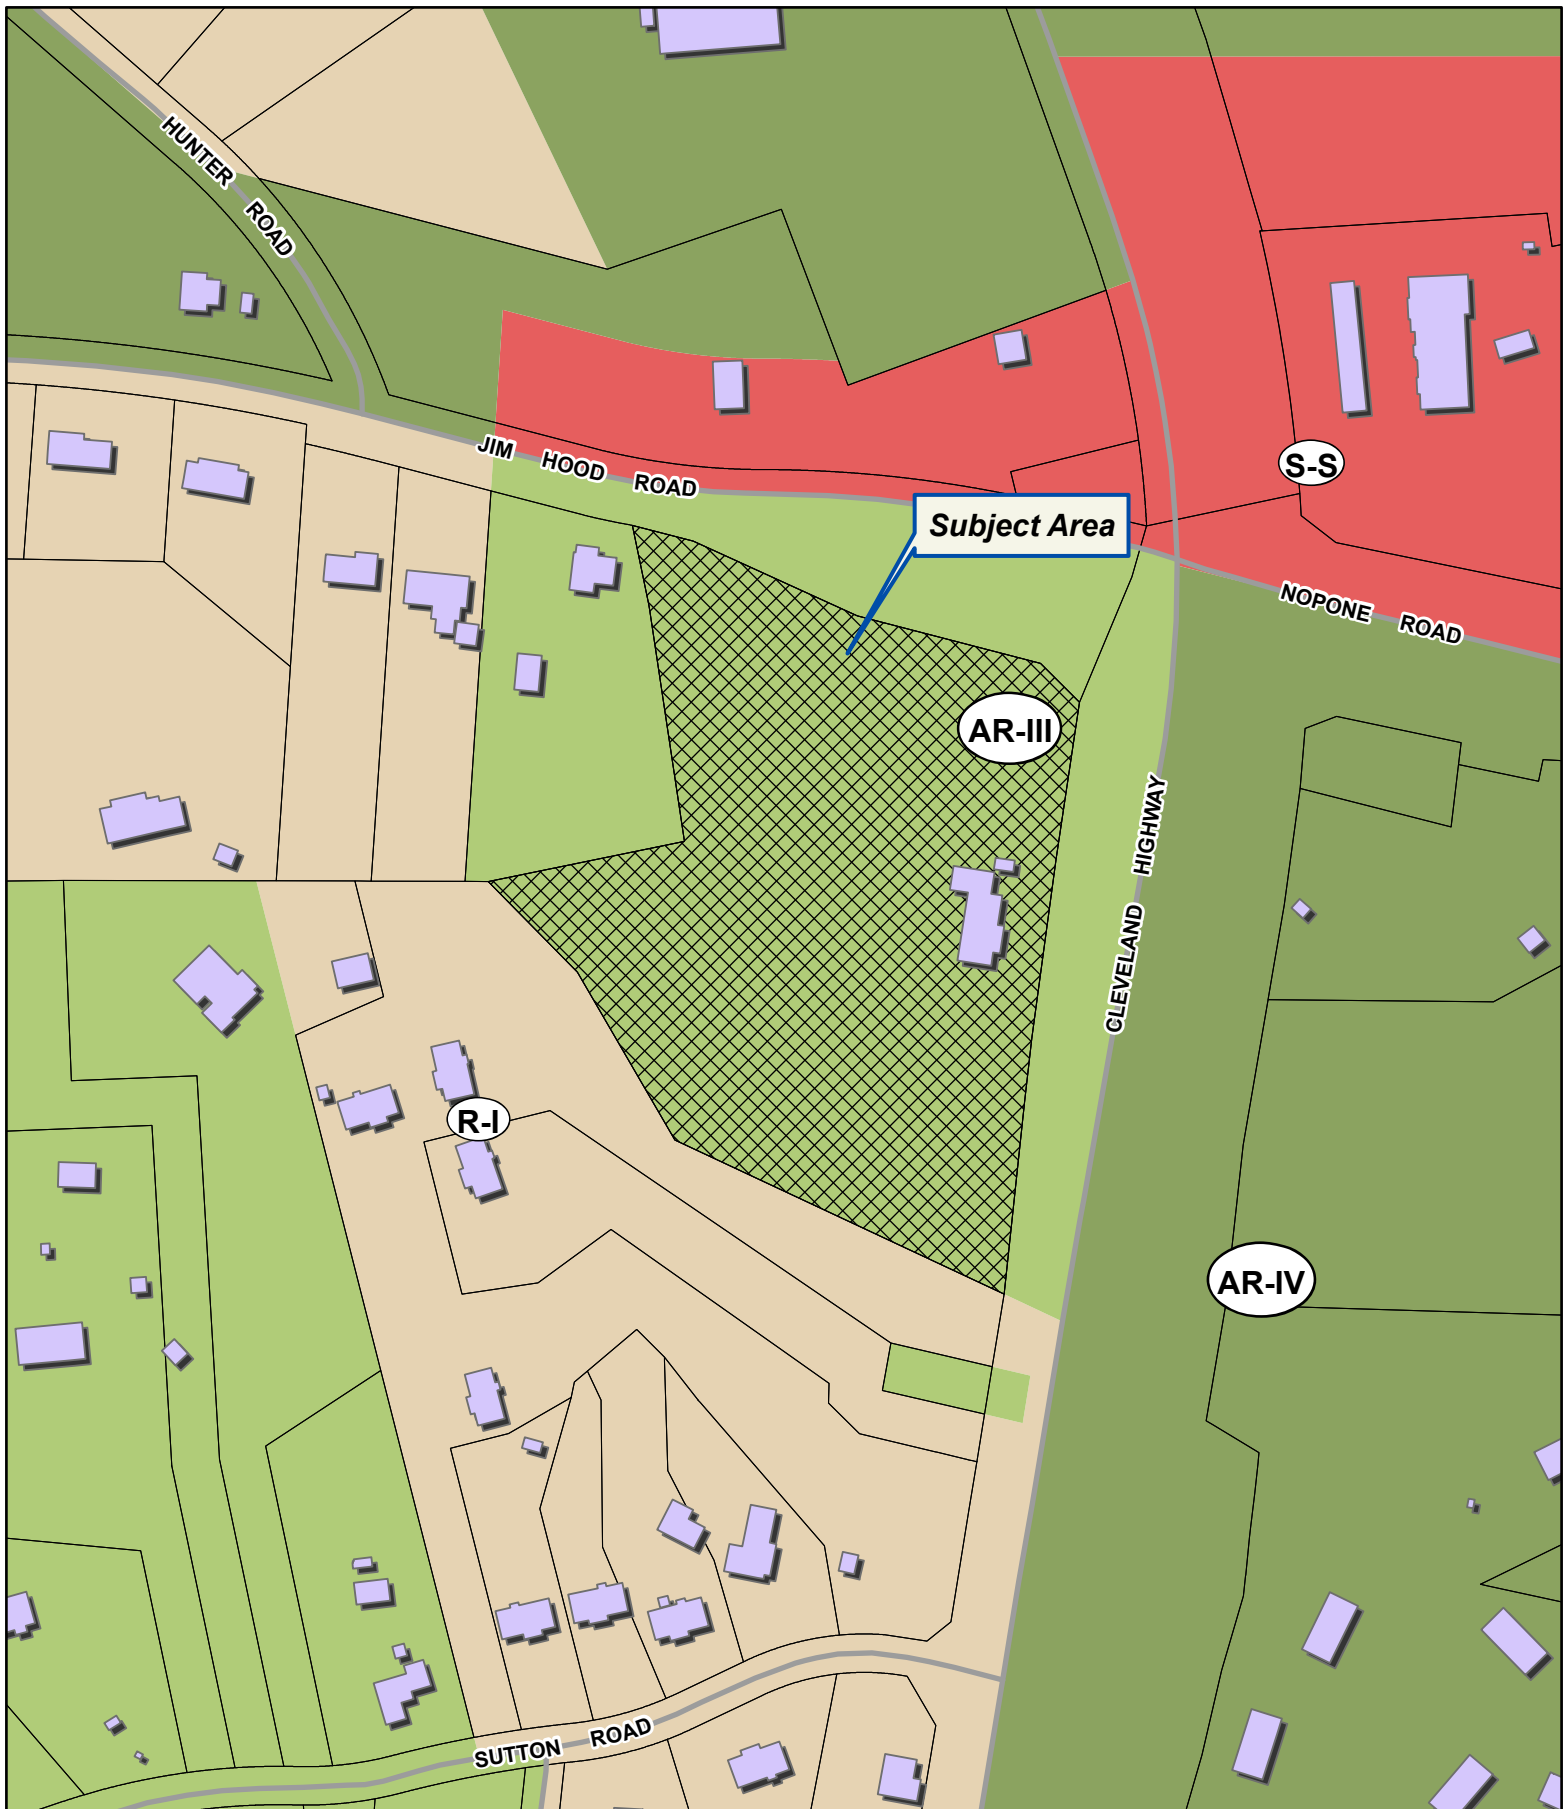 HUNTER ROAD
JIM HOOD ROAD
S-S
Subject Area
NOPONE ROAD
AR-III
CLEVELAND HIGHWAY
R-I
AR-IV
SUTTON ROAD